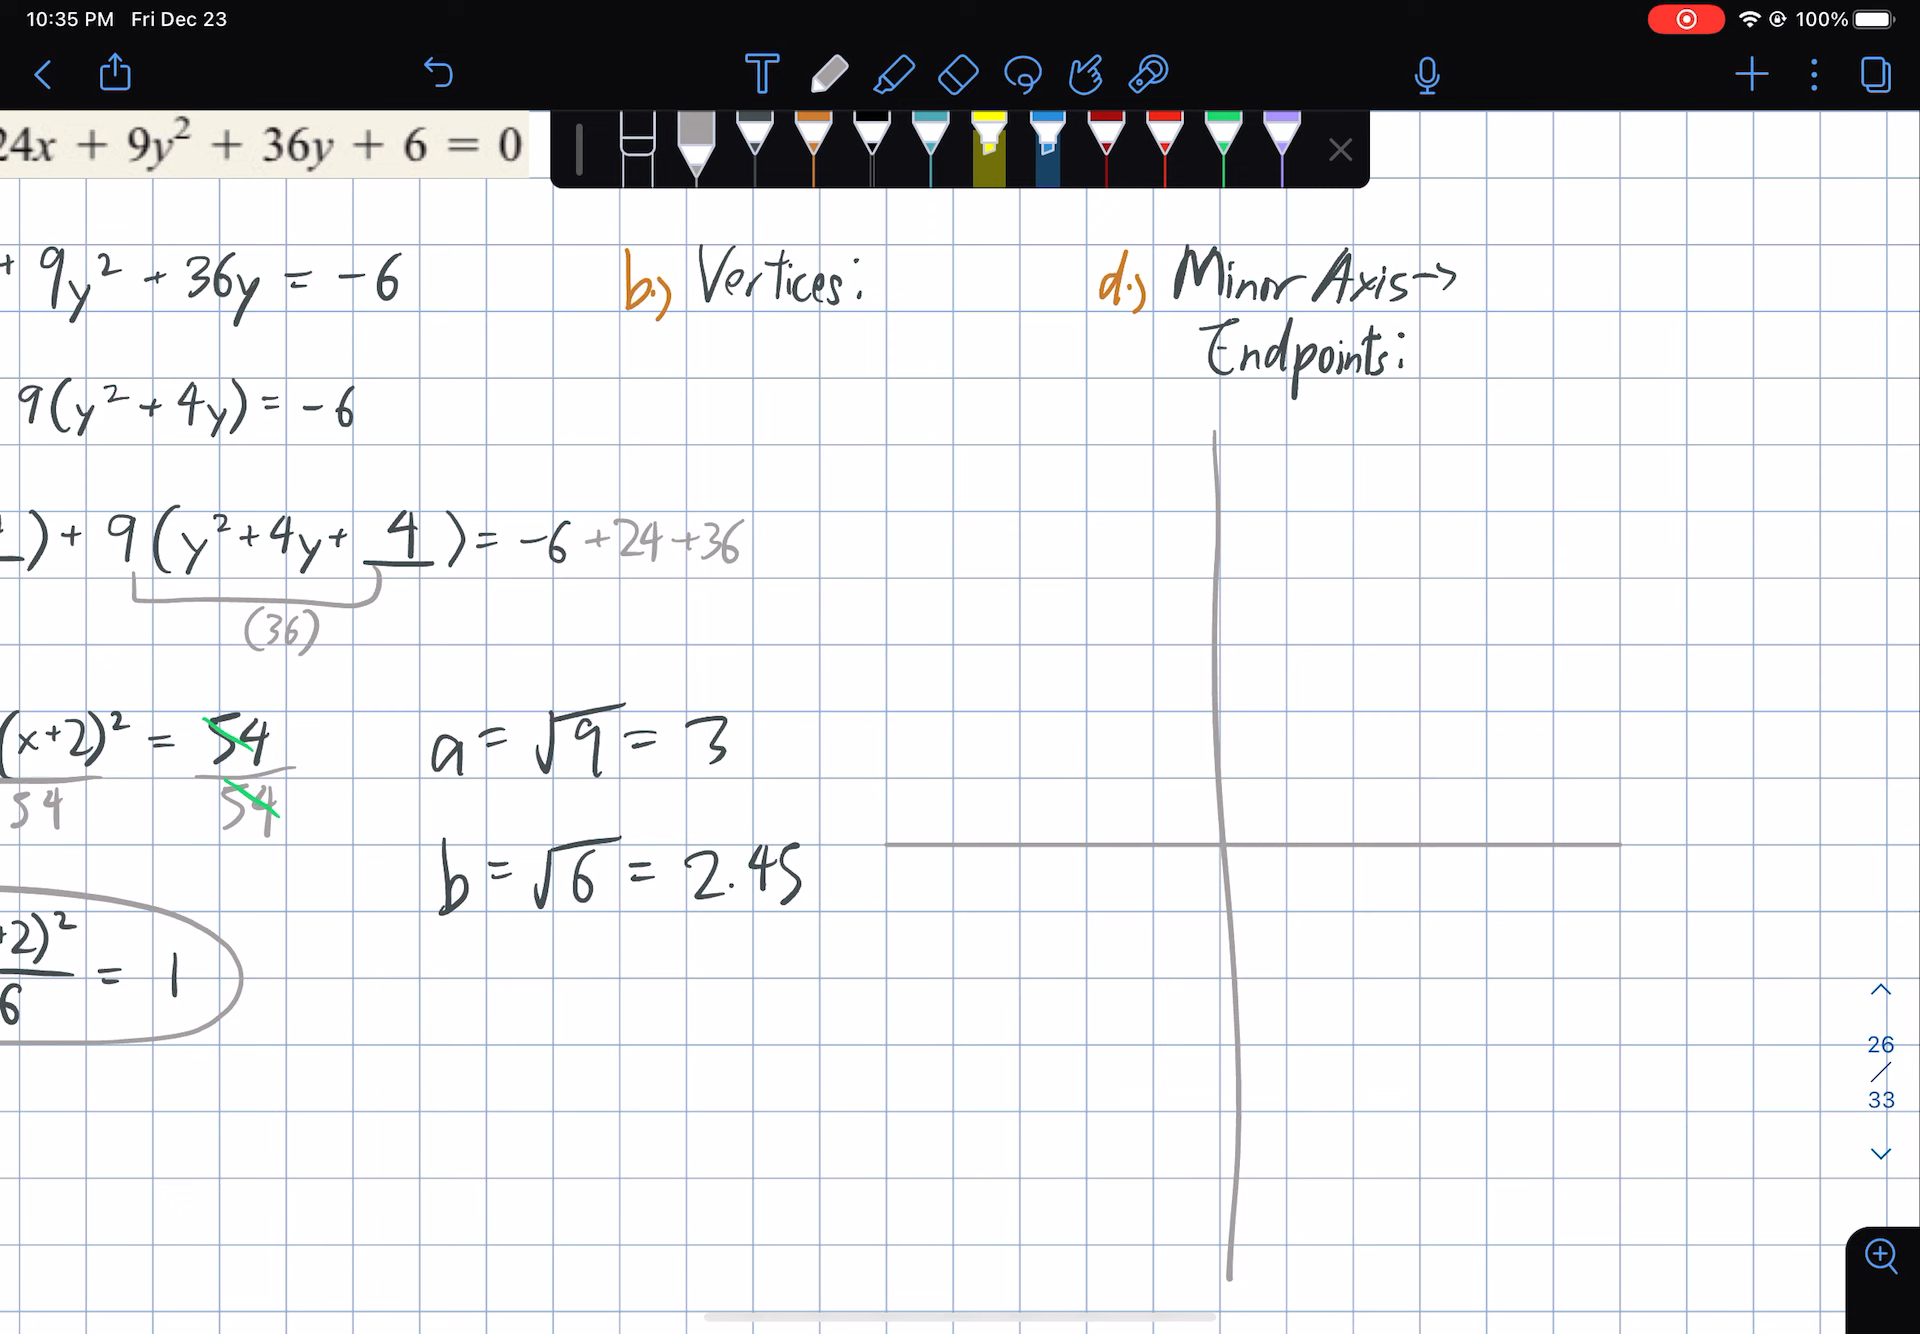 10:35 PM Fri Dec 23
100%
24x + 9y² + 36y + 6 = 0
+ 9y² + 36y = -6
9(y² + 4y) = -6
) + 9(y² + 4y + 4) = -6 + 24 + 36
(36)
(x+2)² = 54
54 54
+2)²
6 = 1
a = √9 = 3
b = √6 = 2.45
b.) Vertices:
d.) Minor Axis →
Endpoints:
26
/
33